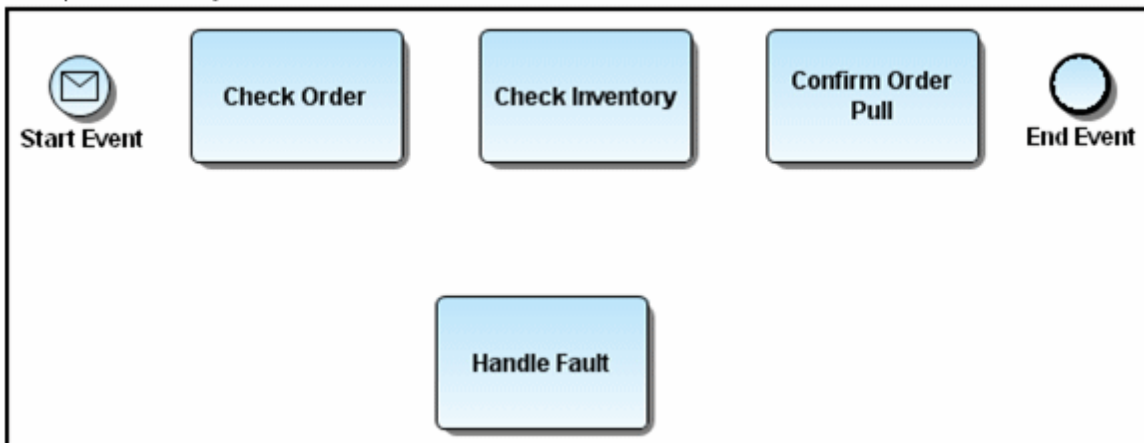 Check Order
Check Inventory
Confirm Order
Pull
Start Event
End Event
Handle Fault